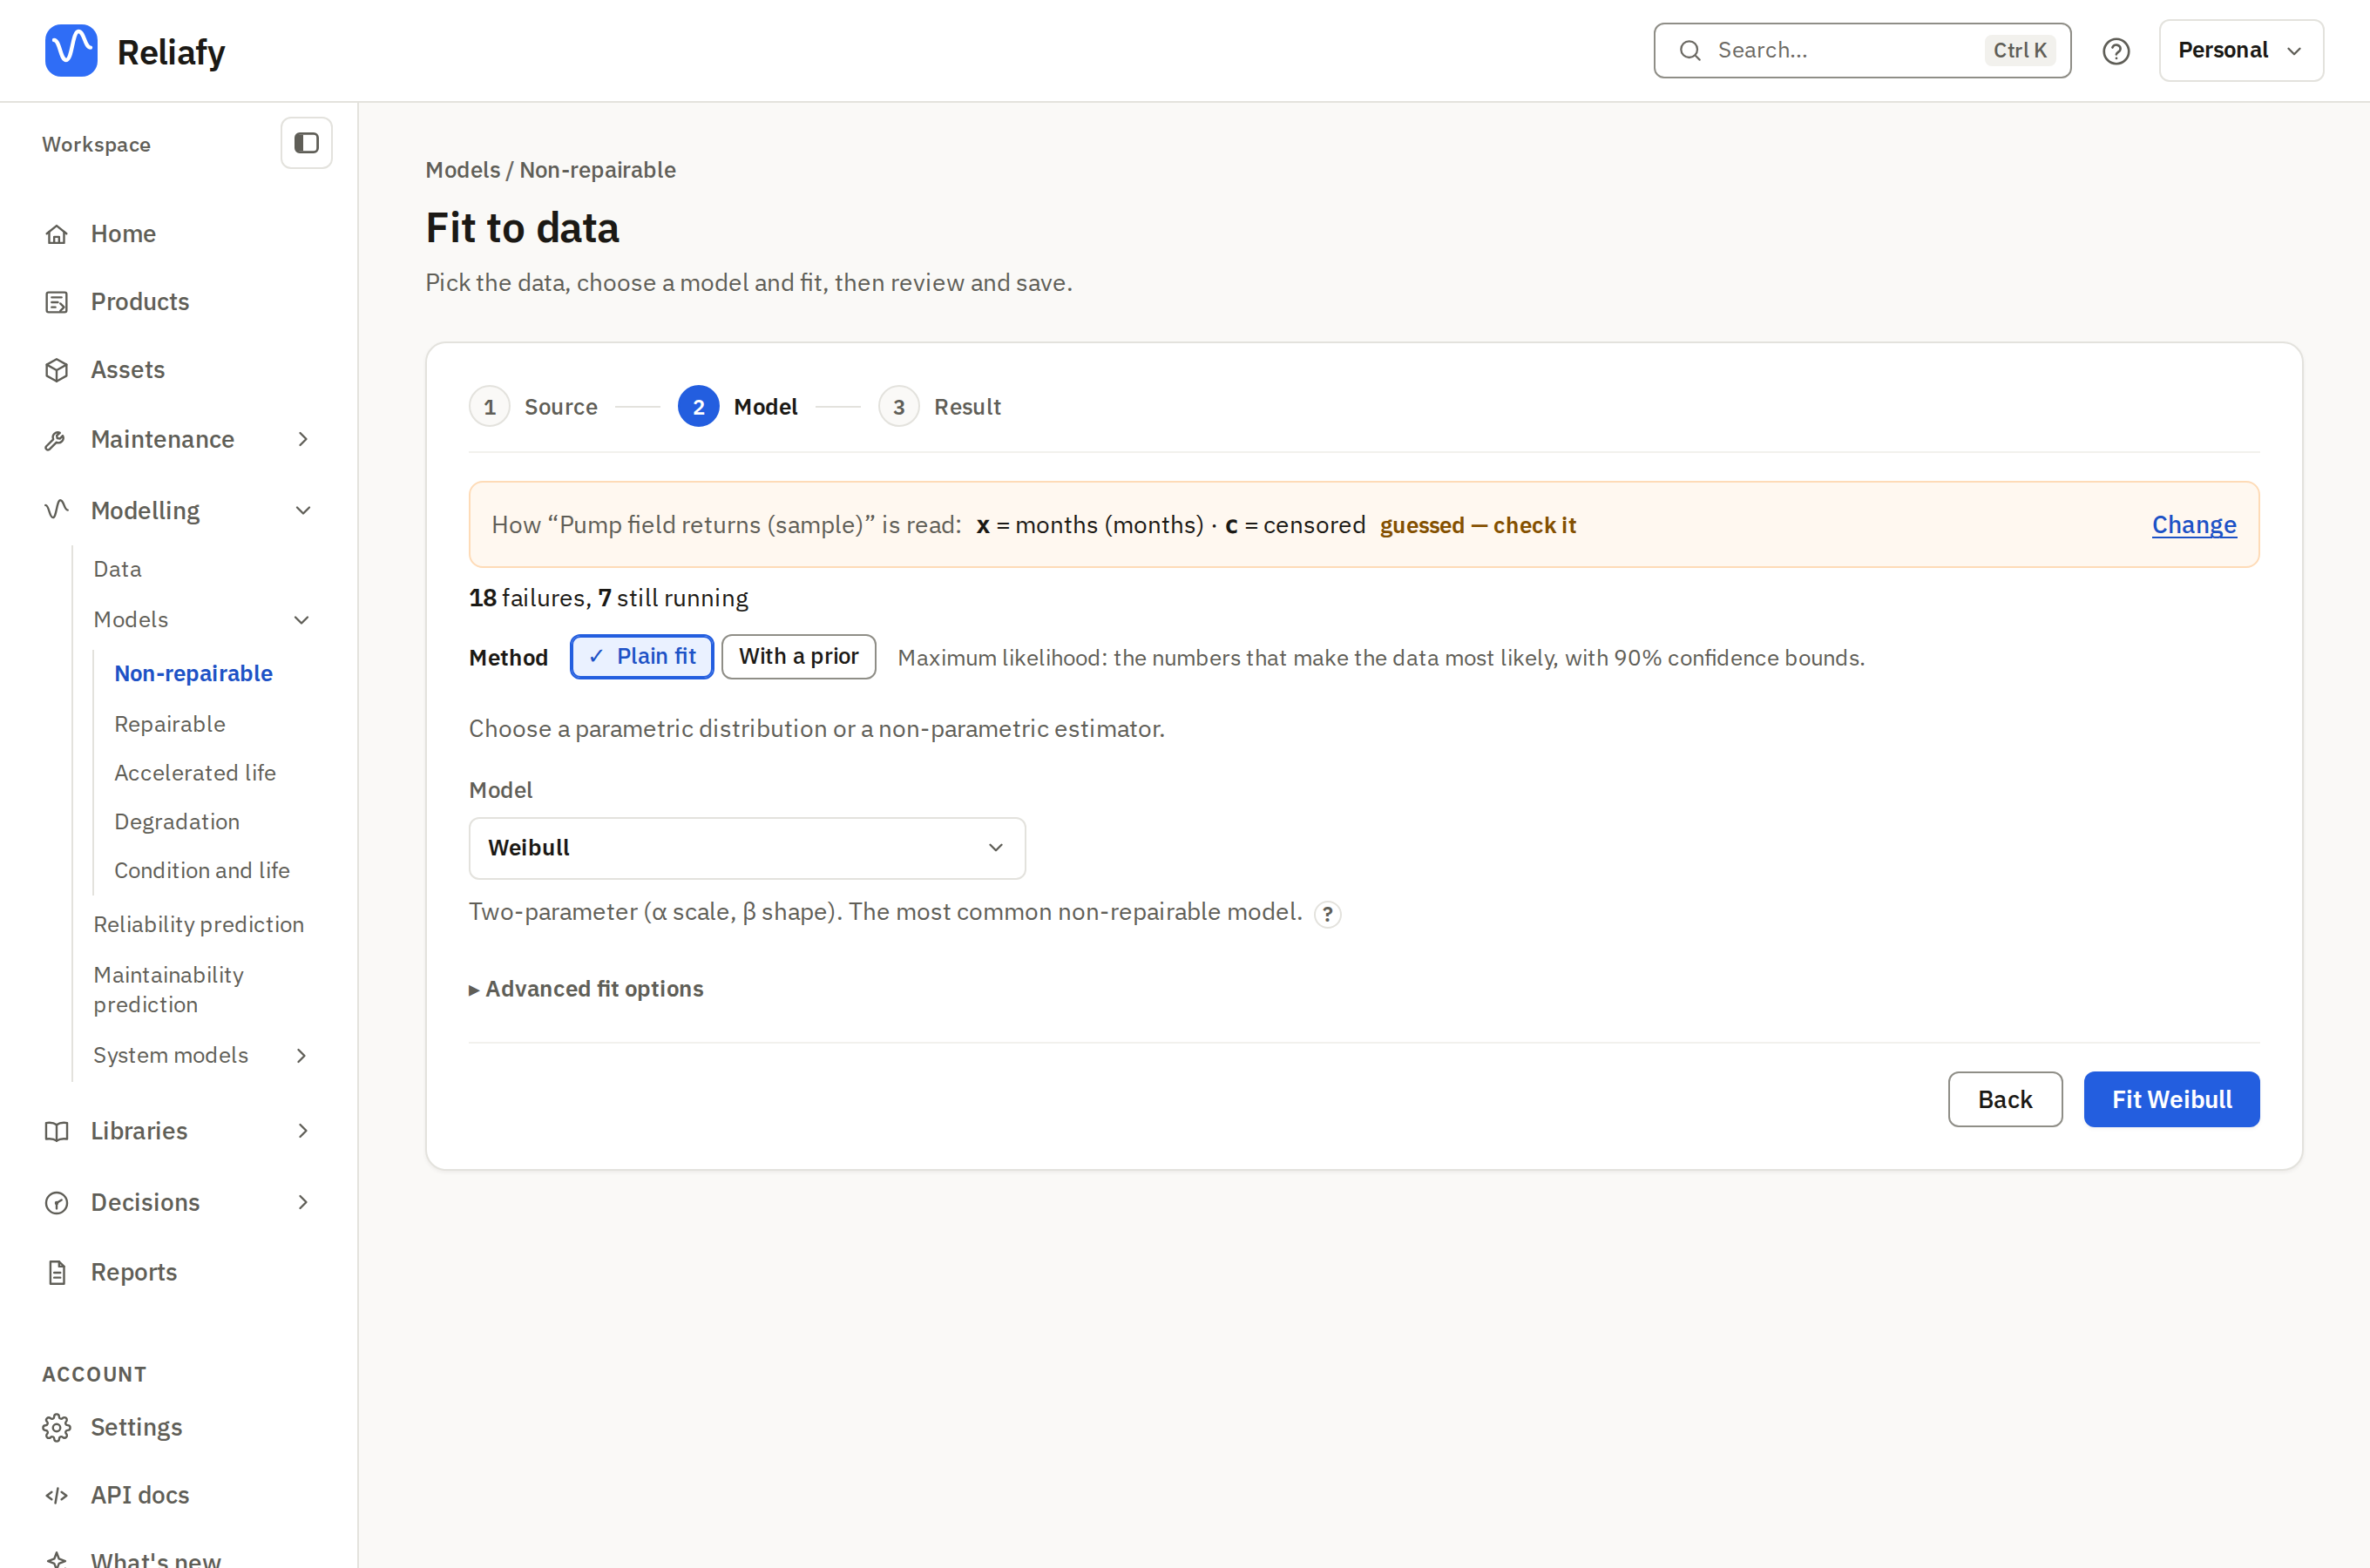 Reliafy
Search...
Ctrl K
Personal
Workspace
Home
Products
Assets
Maintenance
Modelling
Data
Models
Non-repairable
Repairable
Accelerated life
Degradation
Condition and life
Reliability prediction
Maintainability
prediction
System models
Libraries
Decisions
Reports
ACCOUNT
Settings
API docs
What's new
Models / Non-repairable
Fit to data
Pick the data, choose a model and fit, then review and save.
1 Source 2 Model 3 Result
How “Pump field returns (sample)” is read: x = months (months) · c = censored guessed — check it Change
18 failures, 7 still running
Method ✓ Plain fit With a prior Maximum likelihood: the numbers that make the data most likely, with 90% confidence bounds.
Choose a parametric distribution or a non-parametric estimator.
Model
Weibull
Two-parameter (α scale, β shape). The most common non-repairable model. ?
▸ Advanced fit options
Back Fit Weibull